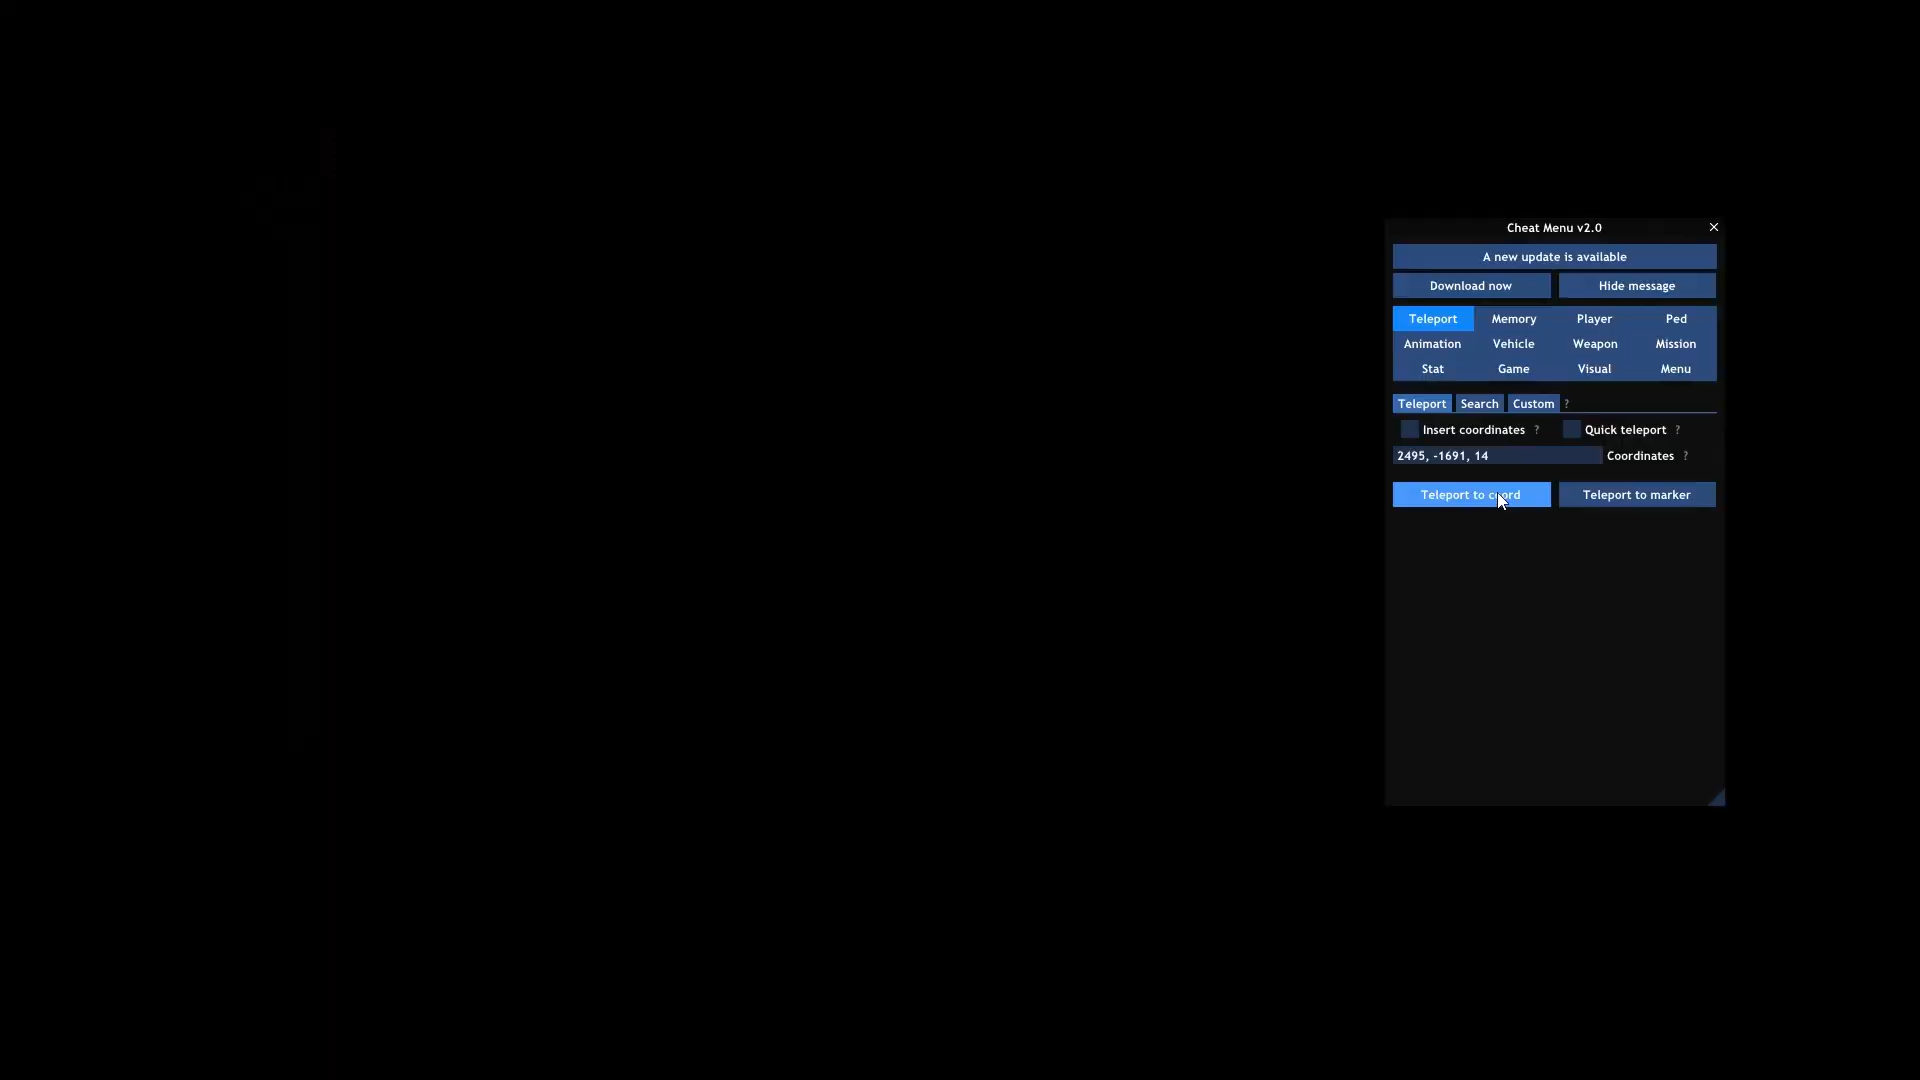 Cheat Menu v2.0
A new update is available
Download now Hide message
Teleport Memory Player Ped
Animation Vehicle Weapon Mission
Stat Game Visual Menu
Teleport Search Custom ?
Insert coordinates ? Quick teleport ?
2495, -1691, 14 Coordinates ?
Teleport to coord Teleport to marker